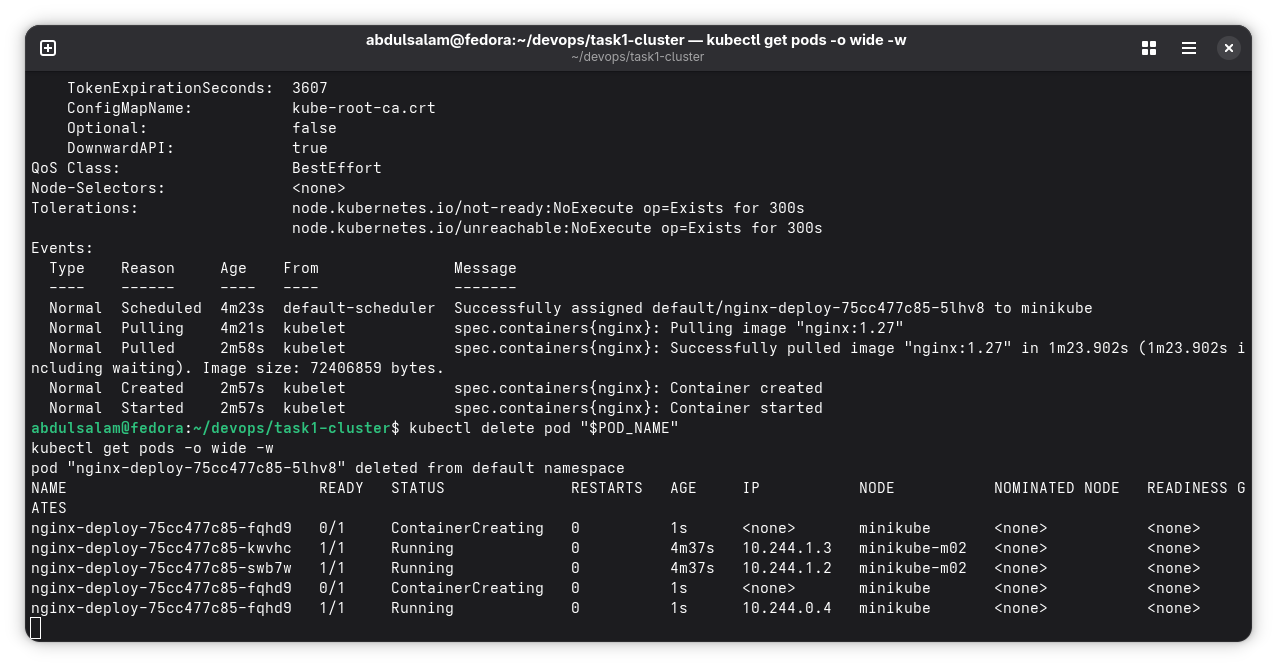 abdulsalam@fedora:~/devops/task1-cluster — kubectl get pods -o wide -w
~/devops/task1-cluster
    TokenExpirationSeconds:  3607
    ConfigMapName:           kube-root-ca.crt
    Optional:                false
    DownwardAPI:             true
QoS Class:                   BestEffort
Node-Selectors:              <none>
Tolerations:                 node.kubernetes.io/not-ready:NoExecute op=Exists for 300s
                             node.kubernetes.io/unreachable:NoExecute op=Exists for 300s
Events:
  Type    Reason     Age    From               Message
  ----    ------     ----   ----               -------
  Normal  Scheduled  4m23s  default-scheduler  Successfully assigned default/nginx-deploy-75cc477c85-5lhv8 to minikube
  Normal  Pulling    4m21s  kubelet            spec.containers{nginx}: Pulling image "nginx:1.27"
  Normal  Pulled     2m58s  kubelet            spec.containers{nginx}: Successfully pulled image "nginx:1.27" in 1m23.902s (1m23.902s i
ncluding waiting). Image size: 72406859 bytes.
  Normal  Created    2m57s  kubelet            spec.containers{nginx}: Container created
  Normal  Started    2m57s  kubelet            spec.containers{nginx}: Container started
abdulsalam@fedora:~/devops/task1-cluster$ kubectl delete pod "$POD_NAME"
kubectl get pods -o wide -w
pod "nginx-deploy-75cc477c85-5lhv8" deleted from default namespace
NAME                            READY   STATUS              RESTARTS   AGE     IP           NODE           NOMINATED NODE   READINESS G
ATES
nginx-deploy-75cc477c85-fqhd9   0/1     ContainerCreating   0          1s      <none>       minikube       <none>           <none>
nginx-deploy-75cc477c85-kwvhc   1/1     Running             0          4m37s   10.244.1.3   minikube-m02   <none>           <none>
nginx-deploy-75cc477c85-swb7w   1/1     Running             0          4m37s   10.244.1.2   minikube-m02   <none>           <none>
nginx-deploy-75cc477c85-fqhd9   0/1     ContainerCreating   0          1s      <none>       minikube       <none>           <none>
nginx-deploy-75cc477c85-fqhd9   1/1     Running             0          1s      10.244.0.4   minikube       <none>           <none>